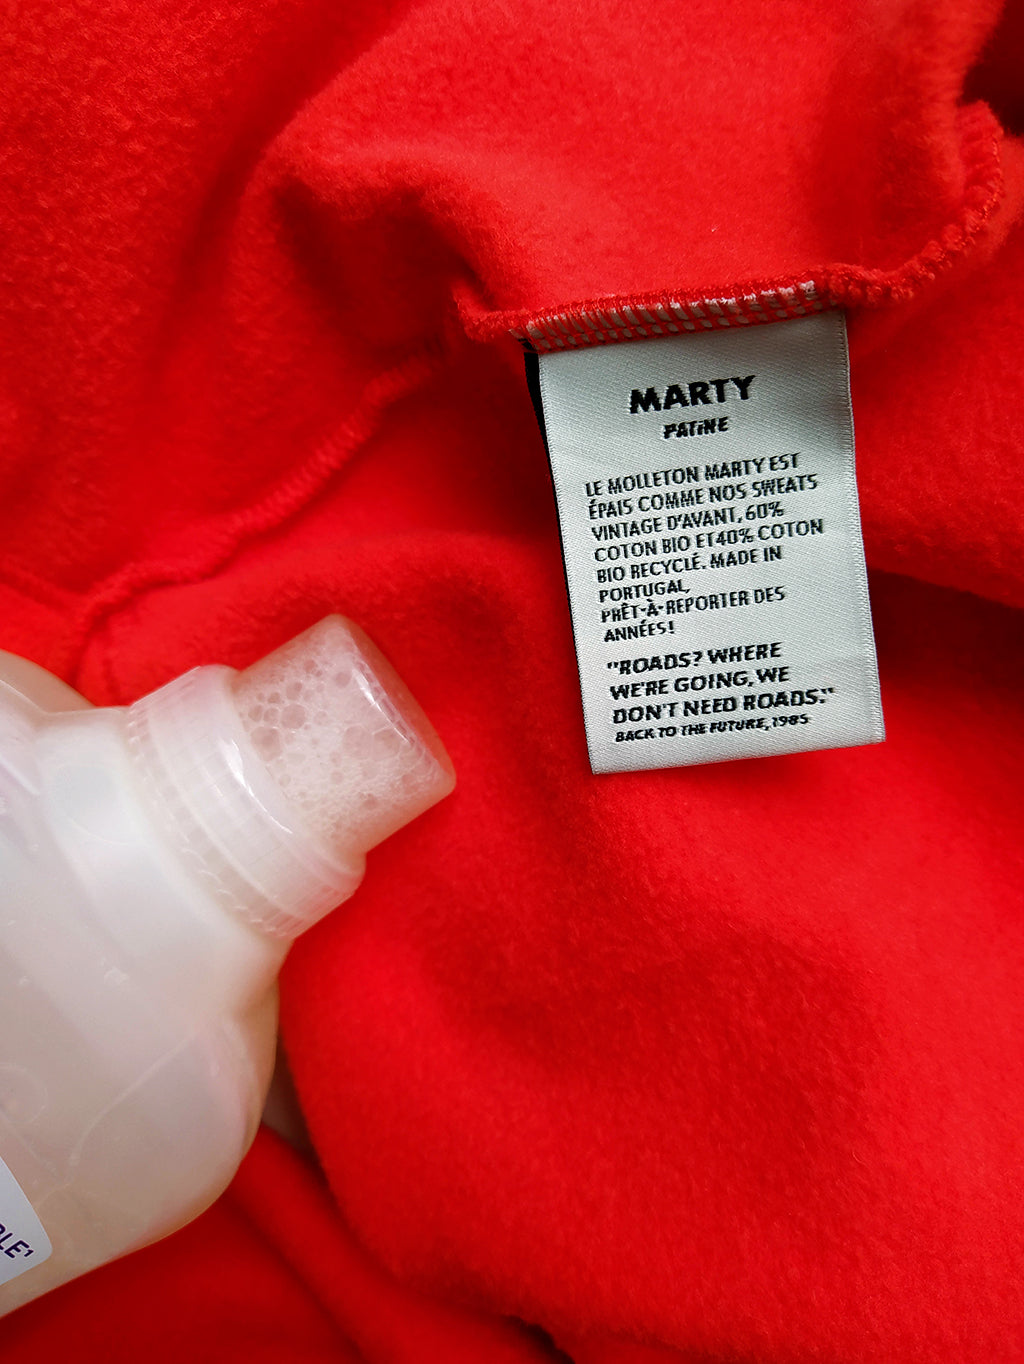 MARTY
PATiNE
LE MOLLETON MARTY EST
ÉPAIS COMME NOS SWEATS
VINTAGE D'AVANT, 60%
COTON BIO ET 40% COTON
BIO RECYCLÉ. MADE IN
PORTUGAL,
PRÊT-À-REPORTER DES
ANNÉES!
"ROADS? WHERE
WE'RE GOING, WE
DON'T NEED ROADS."
BACK TO THE FUTURE, 1985